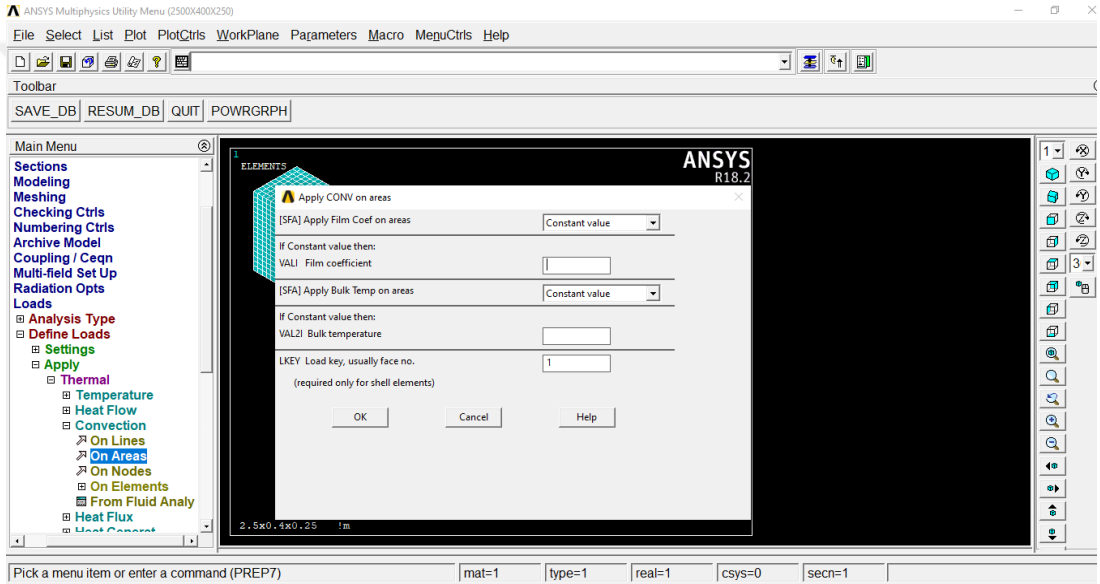 ANSYS Multiphysics Utility Menu (2500X400X250)
File Select List Plot PlotCtrls WorkPlane Parameters Macro MenuCtrls Help
Toolbar
SAVE_DB RESUM_DB QUIT POWRGRPH
Main Menu
Sections
Modeling
Meshing
Checking Ctrls
Numbering Ctrls
Archive Model
Coupling / Ceqn
Multi-field Set Up
Radiation Opts
Loads
Analysis Type
Define Loads
Settings
Apply
Thermal
Temperature
Heat Flow
Convection
On Lines
On Areas
On Nodes
On Elements
From Fluid Analy
Heat Flux
1
ELEMENTS
ANSYS
R18.2
Apply CONV on areas
[SFA] Apply Film Coef on areas Constant value
If Constant value then:
VALI Film coefficient
[SFA] Apply Bulk Temp on areas Constant value
If Constant value then:
VAL2I Bulk temperature
LKEY Load key, usually face no. 1
(required only for shell elements)
OK Cancel Help
2.5x0.4x0.25 !m
1
3
Pick a menu item or enter a command (PREP7) mat=1 type=1 real=1 csys=0 secn=1